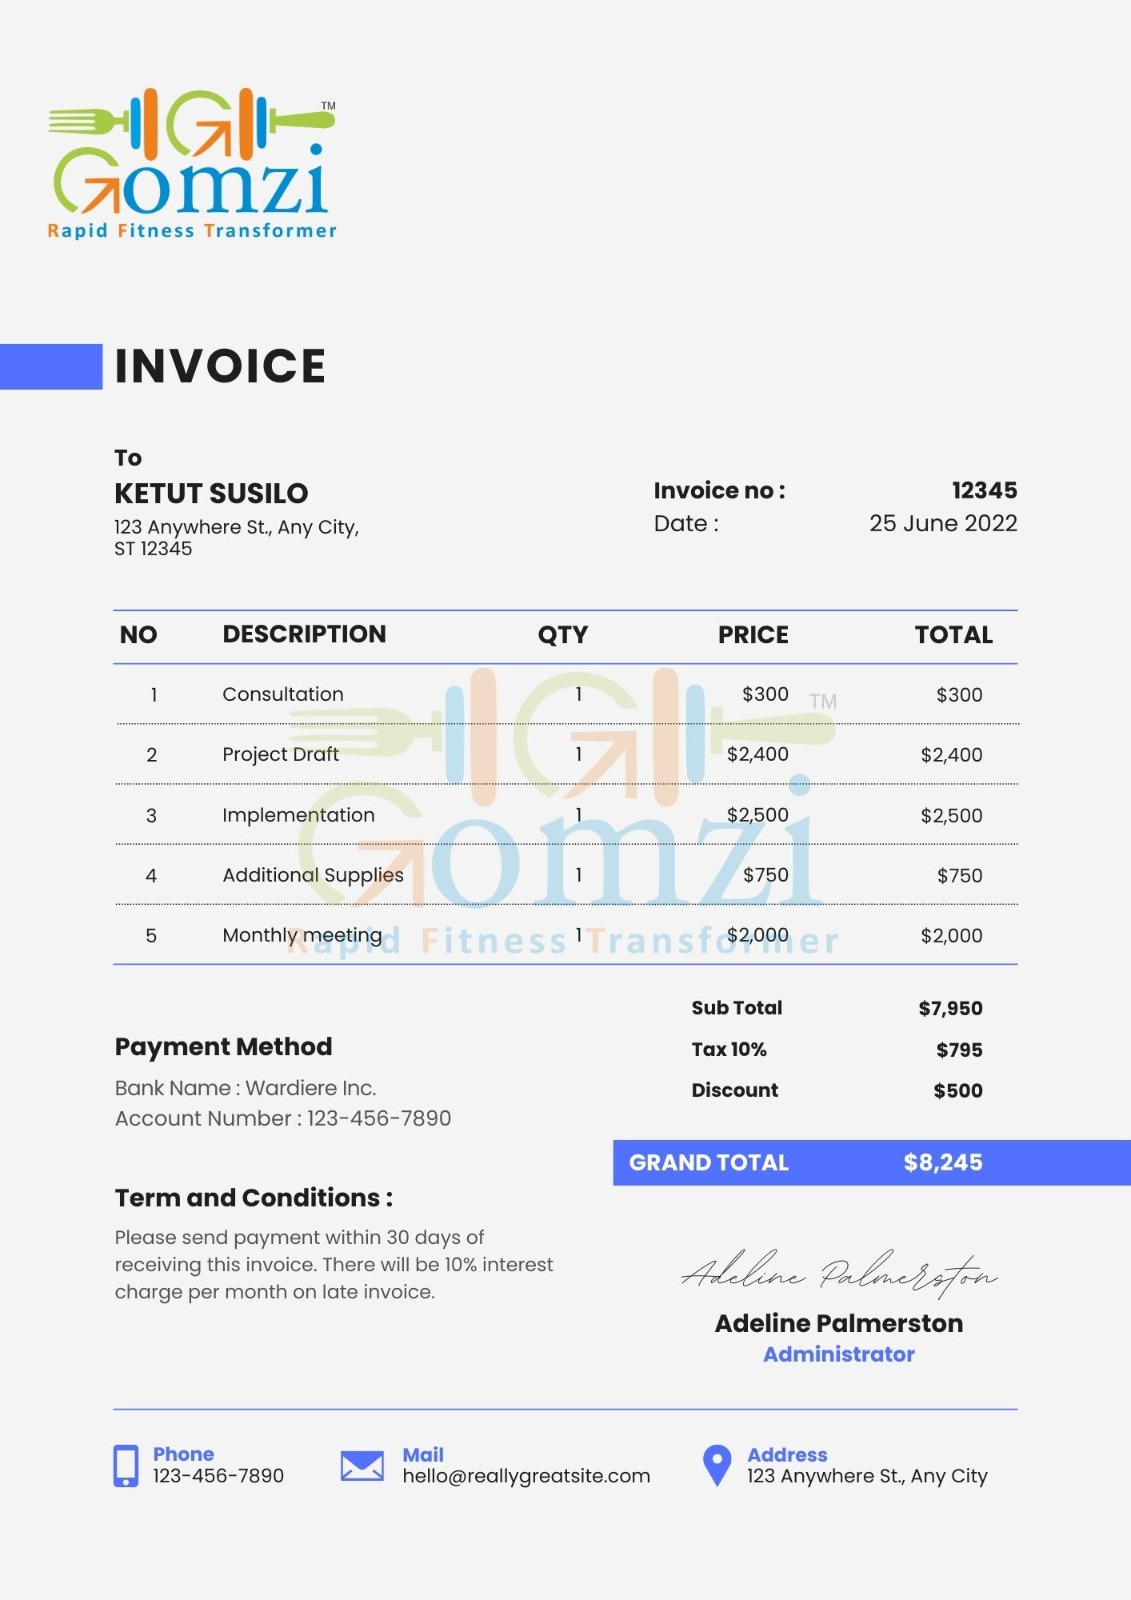 TM
Gomzi
Rapid Fitness Transformer
INVOICE
To
KETUT SUSILO
123 Anywhere St., Any City,
ST 12345
Invoice no : 12345
Date : 25 June 2022
NO DESCRIPTION QTY PRICE TOTAL
1 Consultation 1 $300 $300
2 Project Draft 1 $2,400 $2,400
3 Implementation 1 $2,500 $2,500
4 Additional Supplies 1 $750 $750
5 Monthly meeting 1 $2,000 $2,000
TM
Gomzi
Rapid Fitness Transformer
Sub Total $7,950
Tax 10% $795
Discount $500
GRAND TOTAL $8,245
Payment Method
Bank Name : Wardiere Inc.
Account Number : 123-456-7890
Term and Conditions :
Please send payment within 30 days of
receiving this invoice. There will be 10% interest
charge per month on late invoice.
Adeline Palmerston
Adeline Palmerston
Administrator
Phone
123-456-7890
Mail
hello@reallygreatsite.com
Address
123 Anywhere St., Any City